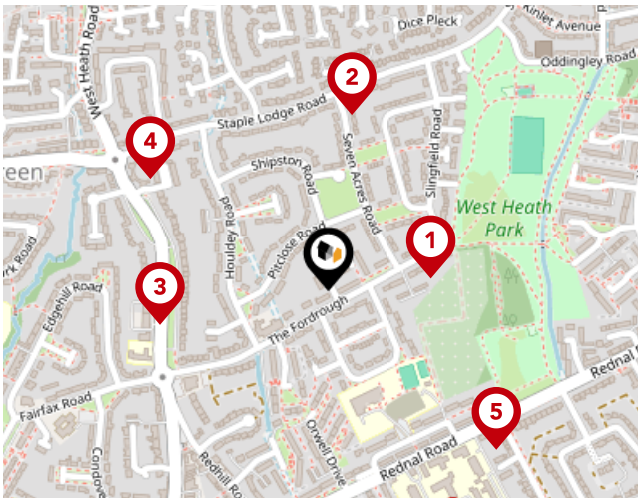 Kinlet Avenue
Dice Pleck
Oddingley Road
West Heath Road
2
Staple Lodge Road
4
Seven Acres Road
Slingfield Road
Shipston
Road
reen
West Heath
Park
Houldey Road
Pitclose Road
1
3
Edgehill Road
The Fordrough
Rednal
Fairfax Road
5
Orwell Drive
Rednal Road
Redhill Ro
Condove